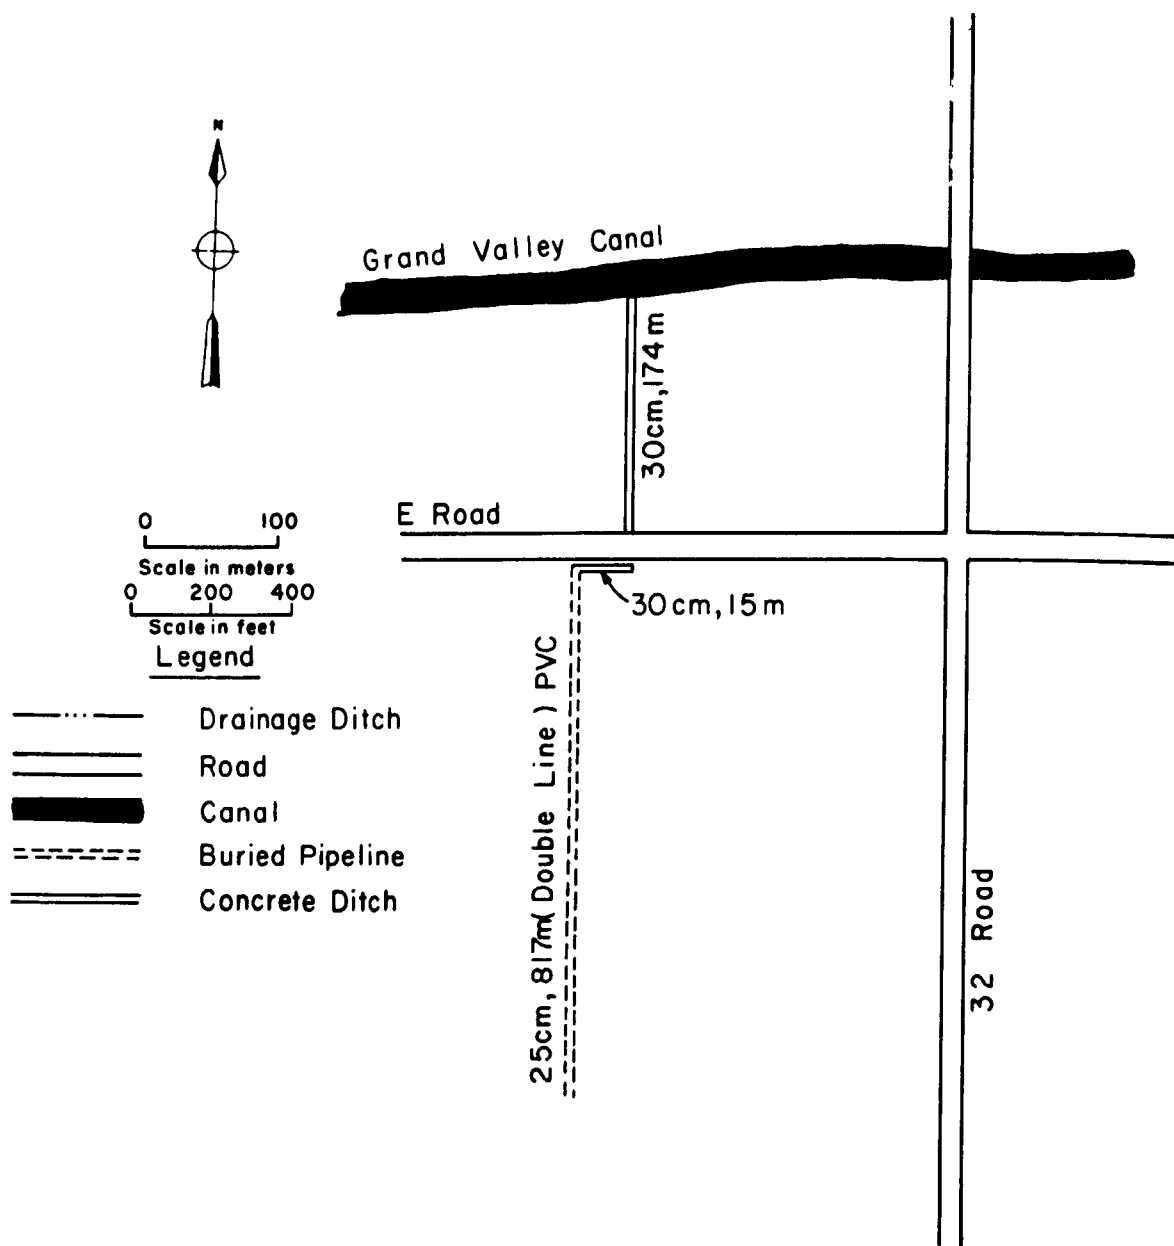 N
Grand Valley Canal
30cm,174m
E Road
0 100
Scale in meters
0 200 400
Scale in feet
Legend
30cm,15m
Drainage Ditch
Road
Canal
Buried Pipeline
Concrete Ditch
25cm, 817m(Double Line) PVC
32 Road